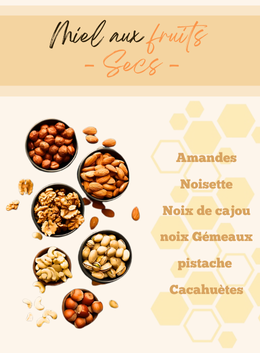 Miel aux fruits
- Secs -
Amandes
Noisette
Noix de cajou
noix Gémeaux
pistache
Cacahuètes